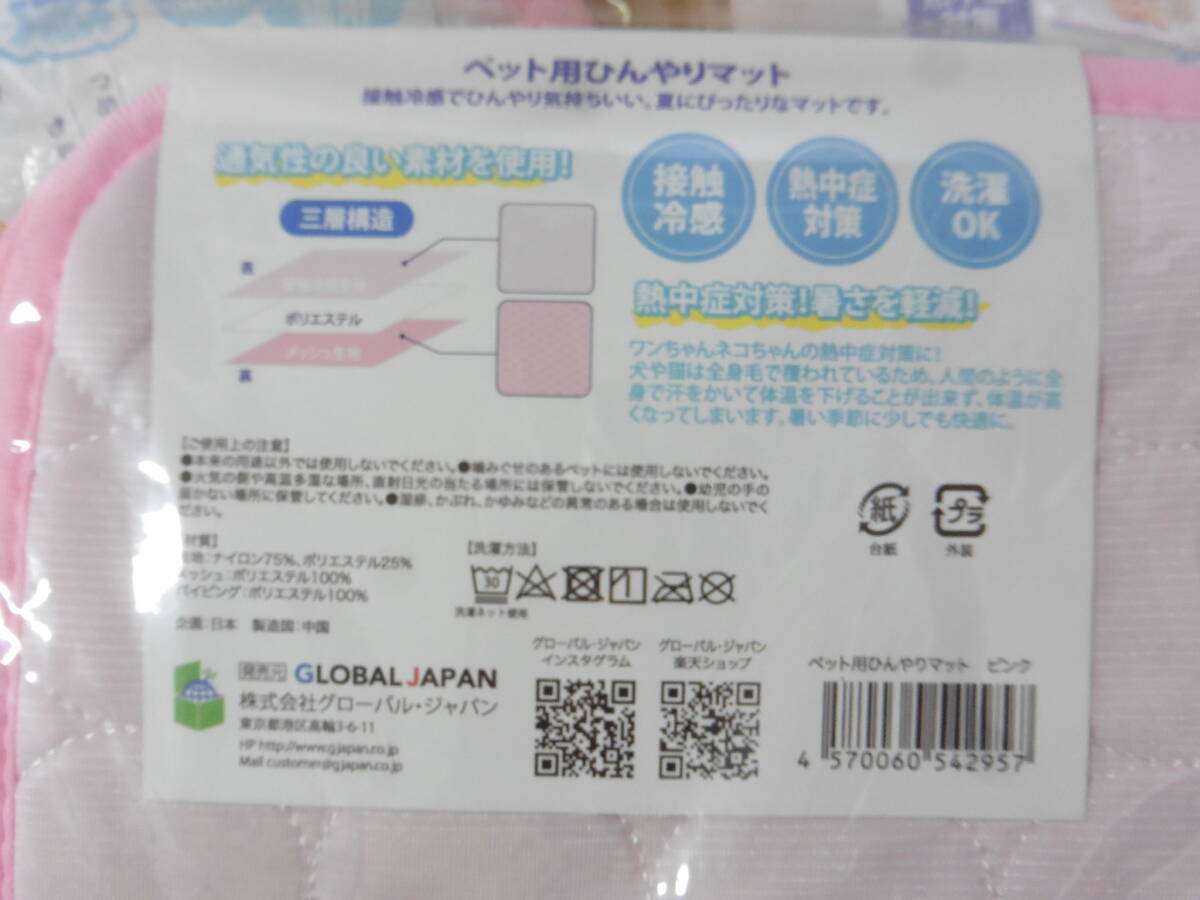 ペット用ひんやりマット
接触冷感でひんやり気持ちいい。夏にぴったりなマットです。
通気性の良い素材を使用!
三層構造
表
接触冷感生地
ポリエステル
メッシュ生地
裏
接触
冷感
熱中症
対策
洗濯
OK
熱中症対策!暑さを軽減!
ワンちゃんネコちゃんの熱中症対策に!
犬や猫は全身毛で覆われているため、人間のように全
身で汗をかいて体温を下げることが出来ず、体温が高
くなってしまいます。暑い季節に少しでも快適に。
【ご使用上の注意】
●本来の用途以外では使用しないでください。●噛みぐせのあるペットには使用しないでください。
●火気の側や高温多湿な場所、直射日光の当たる場所には保管しないでください。●幼児の手の
届かない場所に保管してください。●湿疹、かぶれ、かゆみなどの異常のある場合は使用しないでく
ださい。
紙
台紙
プラ
外装
【材質】
生地:ナイロン75%、ポリエステル25%
メッシュ:ポリエステル100%
パイピング:ポリエステル100%
企画:日本 製造国:中国
【洗濯方法】
30
洗濯ネット使用
発売元 GLOBAL JAPAN
株式会社グローバル・ジャパン
東京都港区高輪3-6-11
HP http://www.gjapan.co.jp
Mail customer@gjapan.co.jp
グローバル・ジャパン
インスタグラム
グローバル・ジャパン
楽天ショップ
ペット用ひんやりマット ピンク
4 570060 542957